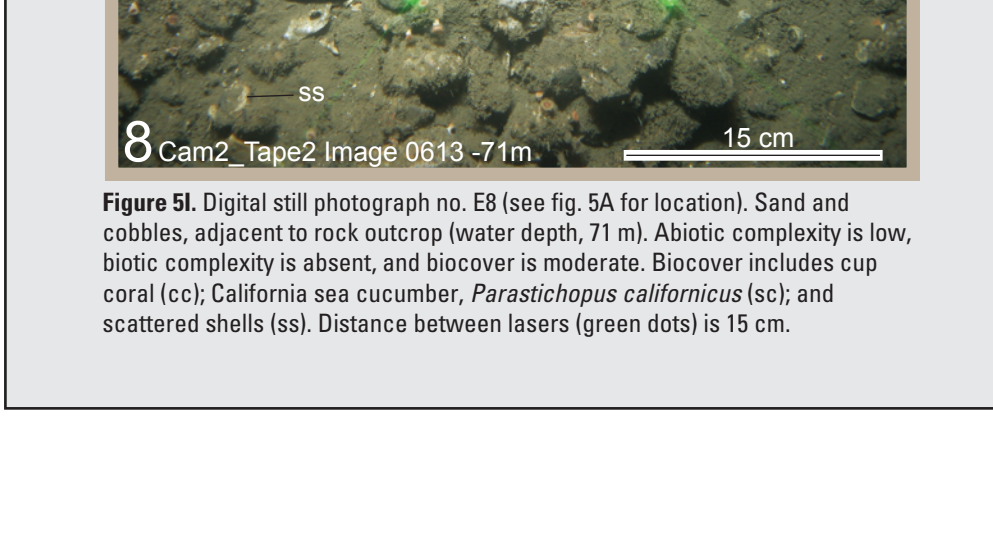 ss
15 cm
8 Cam2_Tape2 Image 0613 -71m
Figure 5I. Digital still photograph no. E8 (see fig. 5A for location). Sand and
cobbles, adjacent to rock outcrop (water depth, 71 m). Abiotic complexity is low,
biotic complexity is absent, and biocover is moderate. Biocover includes cup
coral (cc); California sea cucumber, Parastichopus californicus (sc); and
scattered shells (ss). Distance between lasers (green dots) is 15 cm.